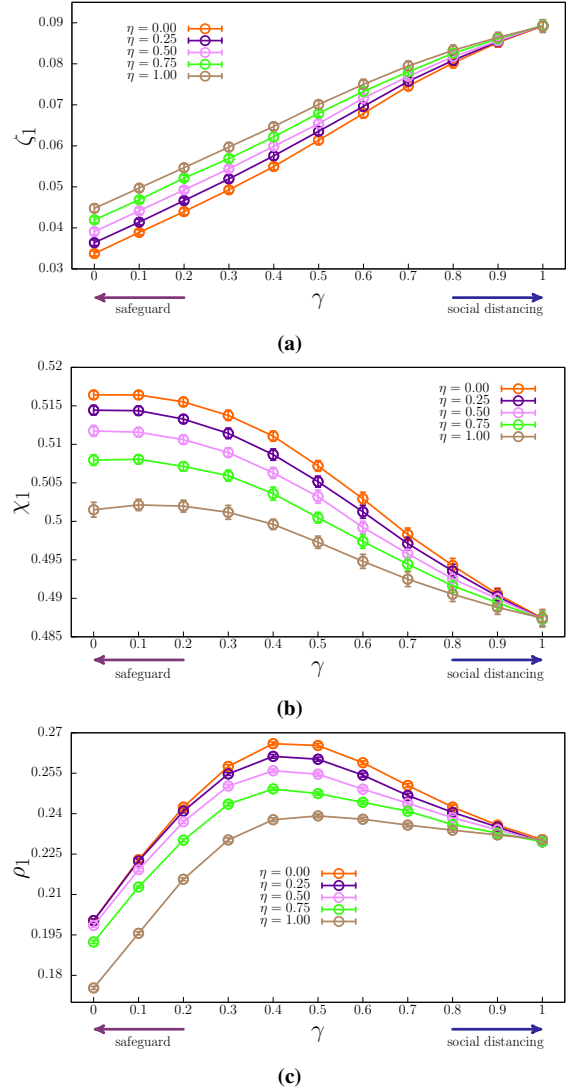 0.09
0.08
0.07
0.06
0.05
0.04
0.03
ζ₁
η = 0.00
η = 0.25
η = 0.50
η = 0.75
η = 1.00
0 0.1 0.2 0.3 0.4 0.5 0.6 0.7 0.8 0.9 1
safeguard γ social distancing
(a)
0.52
0.515
0.51
0.505
0.5
0.495
0.49
0.485
χ₁
η = 0.00
η = 0.25
η = 0.50
η = 0.75
η = 1.00
0 0.1 0.2 0.3 0.4 0.5 0.6 0.7 0.8 0.9 1
safeguard γ social distancing
(b)
0.27
0.255
0.24
0.225
0.21
0.195
0.18
ρ₁
η = 0.00
η = 0.25
η = 0.50
η = 0.75
η = 1.00
0 0.1 0.2 0.3 0.4 0.5 0.6 0.7 0.8 0.9 1
safeguard γ social distancing
(c)